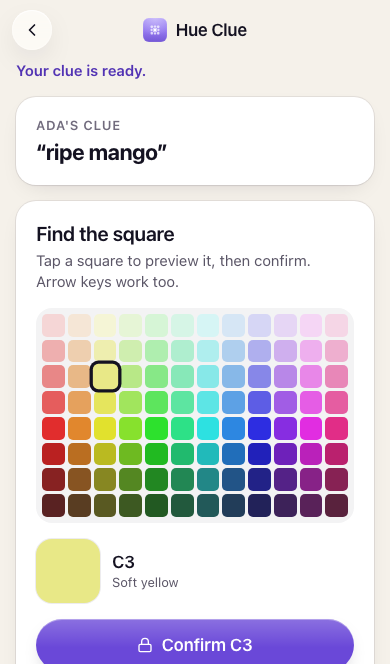 Hue Clue
Your clue is ready.
ADA'S CLUE
“ripe mango”
Find the square
Tap a square to preview it, then confirm.
Arrow keys work too.
C3
Soft yellow
Confirm C3